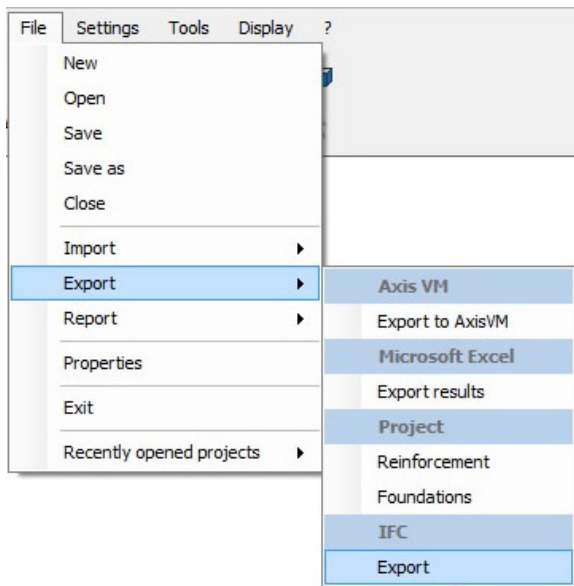 File Settings Tools Display ?
New
Open
Save
Save as
Close
Import
Export
Report
Properties
Exit
Recently opened projects
Axis VM
Export to AxisVM
Microsoft Excel
Export results
Project
Reinforcement
Foundations
IFC
Export